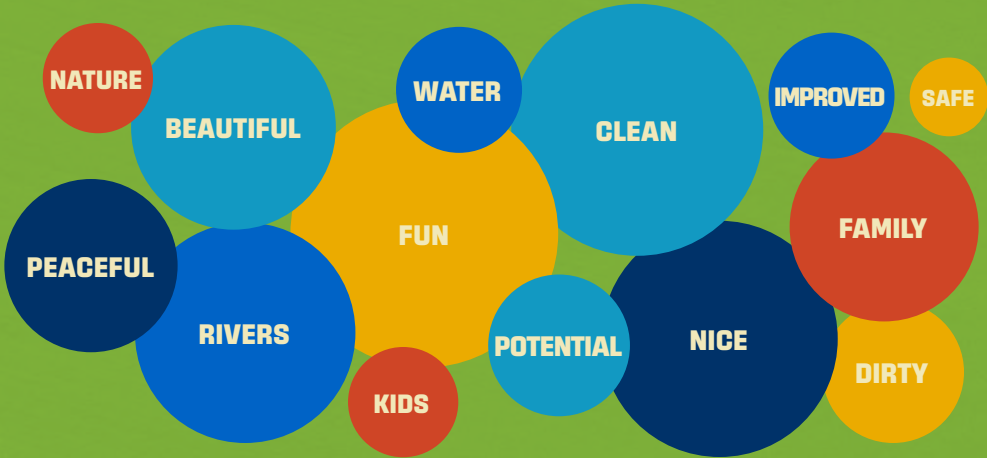 NATURE
BEAUTIFUL
WATER
CLEAN
IMPROVED
SAFE
PEACEFUL
RIVERS
FUN
KIDS
POTENTIAL
NICE
FAMILY
DIRTY